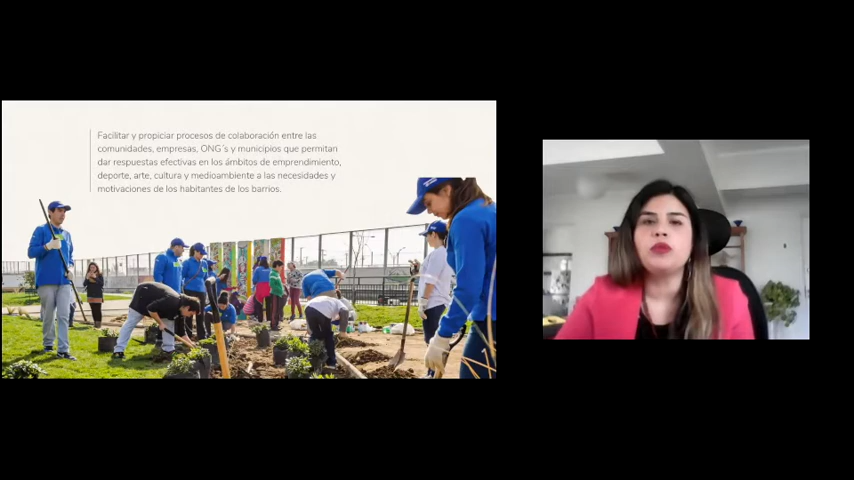 Facilitar y propiciar procesos de colaboración entre las
comunidades, empresas, ONG´s y municipios que permitan
dar respuestas efectivas en los ámbitos de emprendimiento,
deporte, arte, cultura y medioambiente a las necesidades y
motivaciones de los habitantes de los barrios.